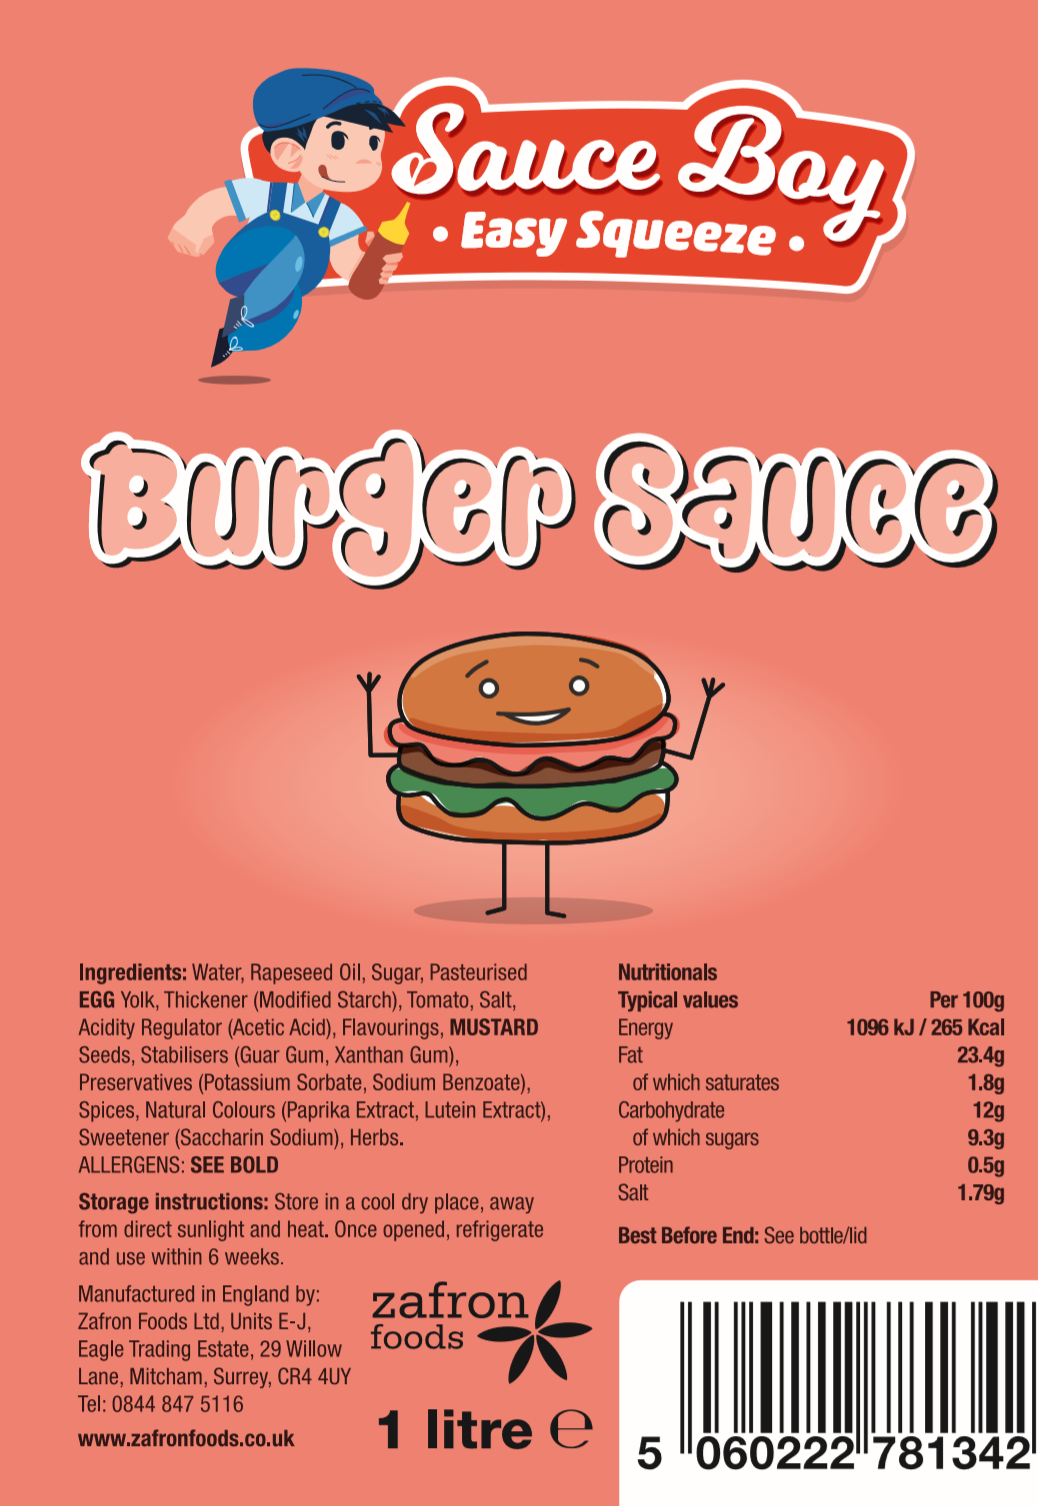 Sauce Boy
• Easy Squeeze •
Burger Sauce
Ingredients: Water, Rapeseed Oil, Sugar, Pasteurised
EGG Yolk, Thickener (Modified Starch), Tomato, Salt,
Acidity Regulator (Acetic Acid), Flavourings, MUSTARD
Seeds, Stabilisers (Guar Gum, Xanthan Gum),
Preservatives (Potassium Sorbate, Sodium Benzoate),
Spices, Natural Colours (Paprika Extract, Lutein Extract),
Sweetener (Saccharin Sodium), Herbs.
ALLERGENS: SEE BOLD
Storage instructions: Store in a cool dry place, away
from direct sunlight and heat. Once opened, refrigerate
and use within 6 weeks.
Manufactured in England by:
Zafron Foods Ltd, Units E-J,
Eagle Trading Estate, 29 Willow
Lane, Mitcham, Surrey, CR4 4UY
Tel: 0844 847 5116
www.zafronfoods.co.uk
zafron
foods
1 litre ℮
Nutritionals
Typical values Per 100g
Energy 1096 kJ / 265 Kcal
Fat 23.4g
of which saturates 1.8g
Carbohydrate 12g
of which sugars 9.3g
Protein 0.5g
Salt 1.79g
Best Before End: See bottle/lid
5 060222 781342